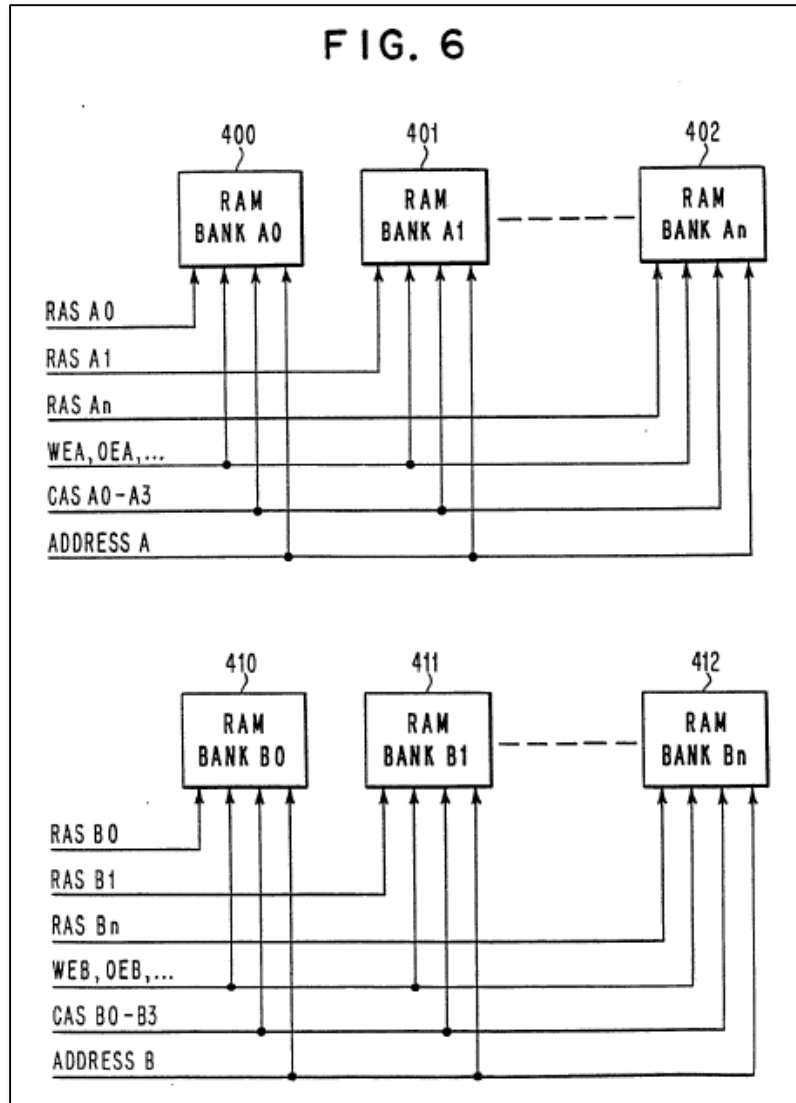 FIG. 6
400 401 402
RAM BANK A0
RAM BANK A1
RAM BANK An
RAS A0
RAS A1
RAS An
WEA, OEA, ...
CAS A0-A3
ADDRESS A
410 411 412
RAM BANK B0
RAM BANK B1
RAM BANK Bn
RAS B0
RAS B1
RAS Bn
WEB, OEB, ...
CAS B0-B3
ADDRESS B